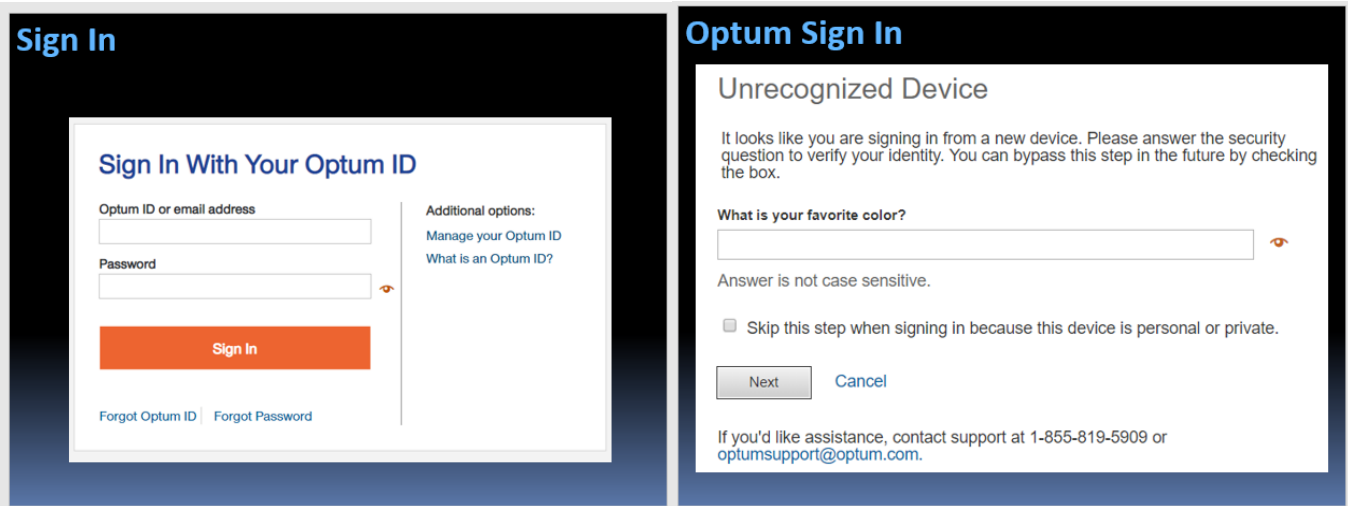 Sign In
Sign In With Your Optum ID
Optum ID or email address
Password
Sign In
Forgot Optum ID
Forgot Password
Additional options:
Manage your Optum ID
What is an Optum ID?
Optum Sign In
Unrecognized Device
It looks like you are signing in from a new device. Please answer the security
question to verify your identity. You can bypass this step in the future by checking
the box.
What is your favorite color?
Answer is not case sensitive.
Skip this step when signing in because this device is personal or private.
Next
Cancel
If you'd like assistance, contact support at 1-855-819-5909 or
optumsupport@optum.com.